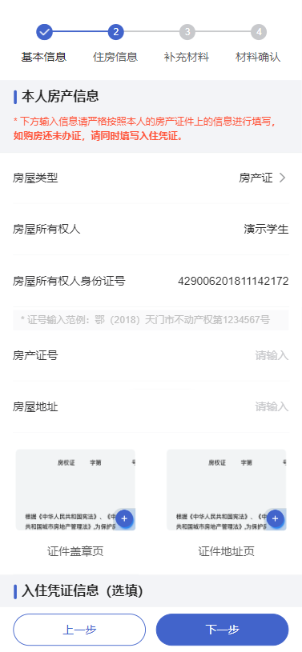 2
3
4
基本信息
住房信息
补充材料
材料确认
本人房产信息
* 下方输入信息请严格按照本人的房产证件上的信息进行填写,
如购房还未办证, 请同时填写入住凭证。
房屋类型
房产证
房屋所有权人
演示学生
房屋所有权人身份证号
429006201811142172
* 证号输入范例: 鄂 (2018) 天门市不动产权第1234567号
房产证号
请输入
房屋地址
请输入
房权证 字第 号
根据《中华人民共和国宪法》、《中
共和国城市房地产管理法》,为保护
证件盖章页
房权证 字第 号
根据《中华人民共和国宪法》、《中
共和国城市房地产管理法》,为保护
证件地址页
入住凭证信息 (选填)
上一步
下一步